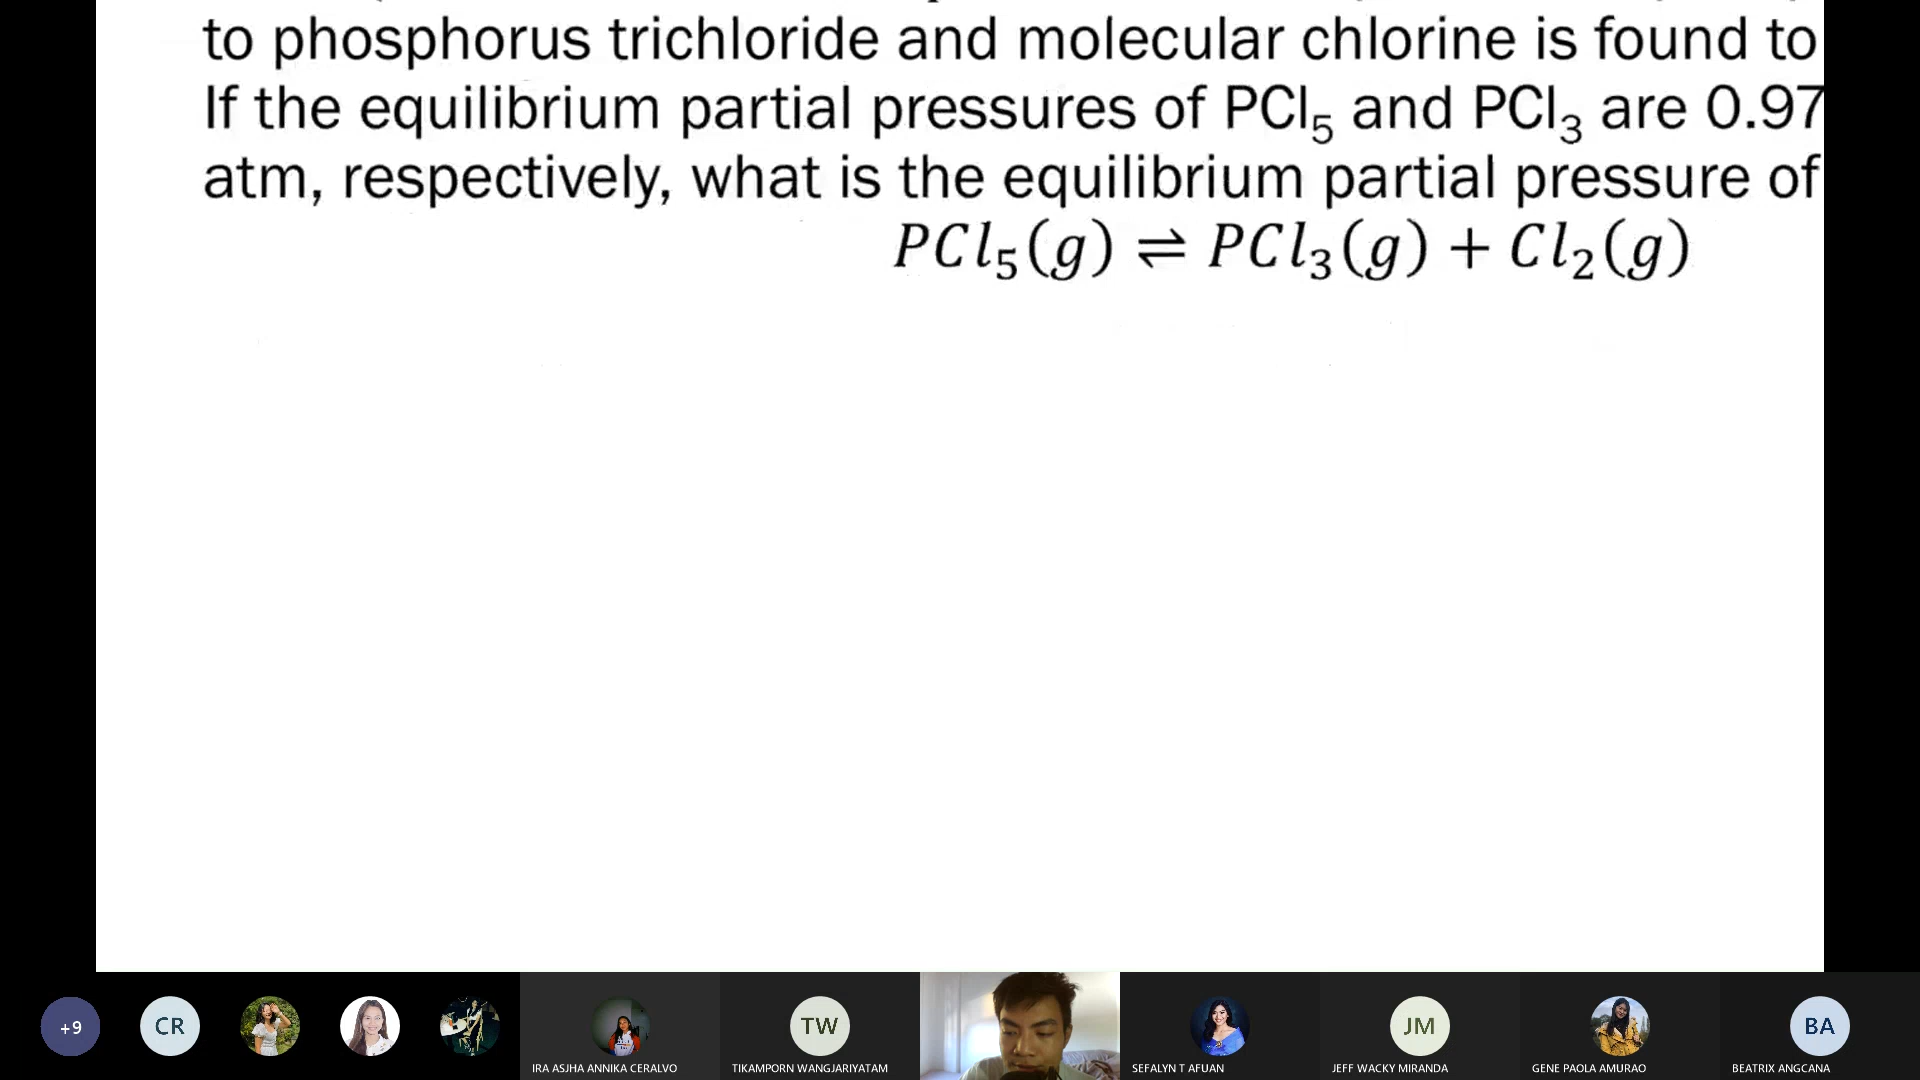 to phosphorus trichloride and molecular chlorine is found to
If the equilibrium partial pressures of PCl₅ and PCl₃ are 0.97
atm, respectively, what is the equilibrium partial pressure of
PCl₅(g) ⇌ PCl₃(g) + Cl₂(g)
+9
CR
TW
JM
BA
IRA ASJHA ANNIKA CERALVO
TIKAMPORN WANGJARIYATAM
SEFALYN T AFUAN
JEFF WACKY MIRANDA
GENE PAOLA AMURAO
BEATRIX ANGCANA